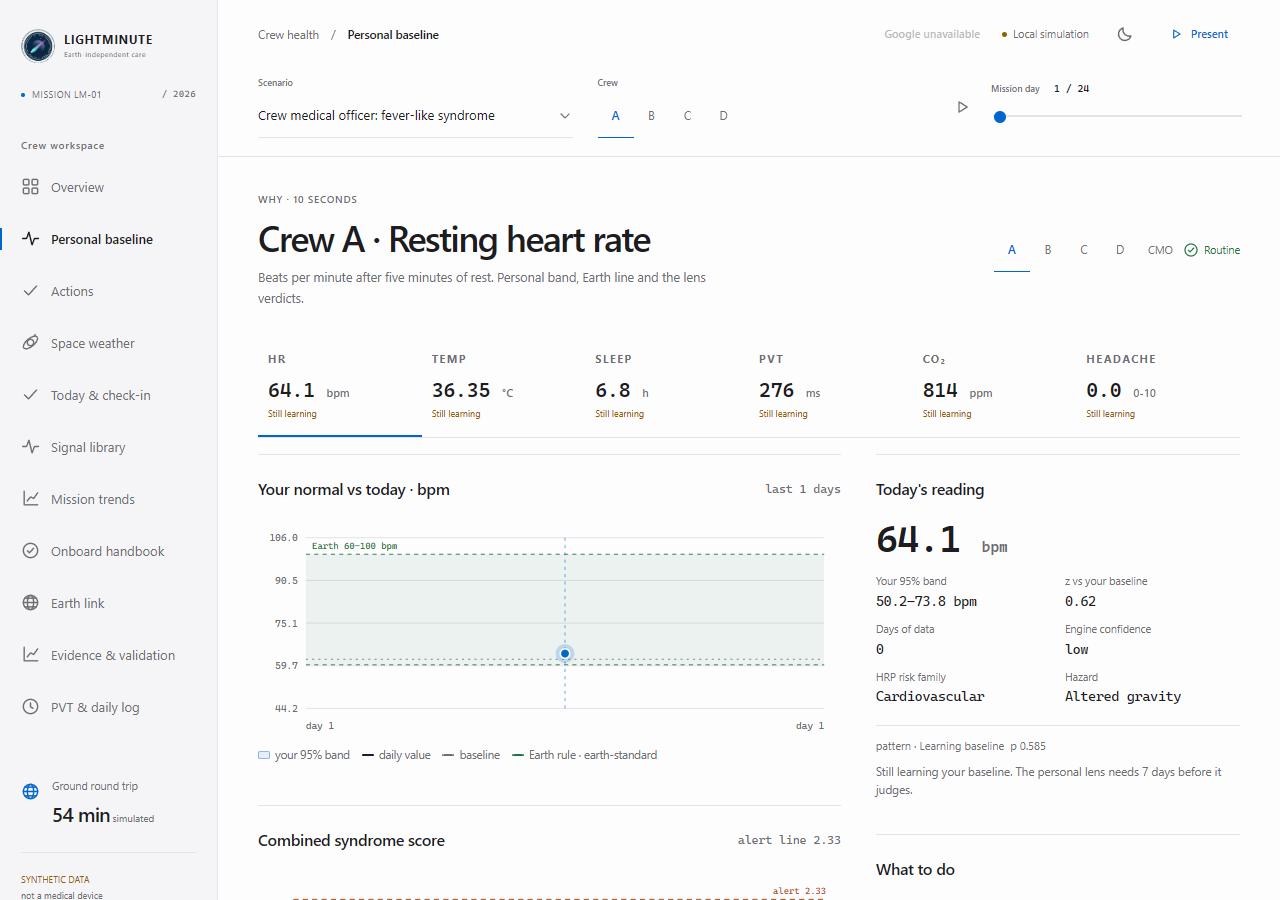 LIGHTMINUTE
Earth independent care
MISSION LM-01 / 2026
Crew workspace
Overview
Personal baseline
Actions
Space weather
Today & check-in
Signal library
Mission trends
Onboard handbook
Earth link
Evidence & validation
PVT & daily log
Ground round trip
54 min simulated
SYNTHETIC DATA
not a medical device
Crew health / Personal baseline
Google unavailable
Local simulation
Present
Scenario
Crew medical officer: fever-like syndrome
Crew
A B C D
Mission day 1 / 24
WHY · 10 SECONDS
Crew A · Resting heart rate
Beats per minute after five minutes of rest. Personal band, Earth line and the lens
verdicts.
A B C D CMO Routine
HR
64.1 bpm
Still learning
TEMP
36.35 °C
Still learning
SLEEP
6.8 h
Still learning
PVT
276 ms
Still learning
CO₂
814 ppm
Still learning
HEADACHE
0.0 0-10
Still learning
Your normal vs today · bpm
last 1 days
106.0
Earth 60–100 bpm
90.5
75.1
59.7
44.2
day 1 day 1
your 95% band daily value baseline Earth rule · earth-standard
Combined syndrome score
alert line 2.33
alert 2.33
Today's reading
64.1 bpm
Your 95% band
50.2–73.8 bpm
z vs your baseline
0.62
Days of data
0
Engine confidence
low
HRP risk family
Cardiovascular
Hazard
Altered gravity
pattern · Learning baseline p 0.585
Still learning your baseline. The personal lens needs 7 days before it
judges.
What to do